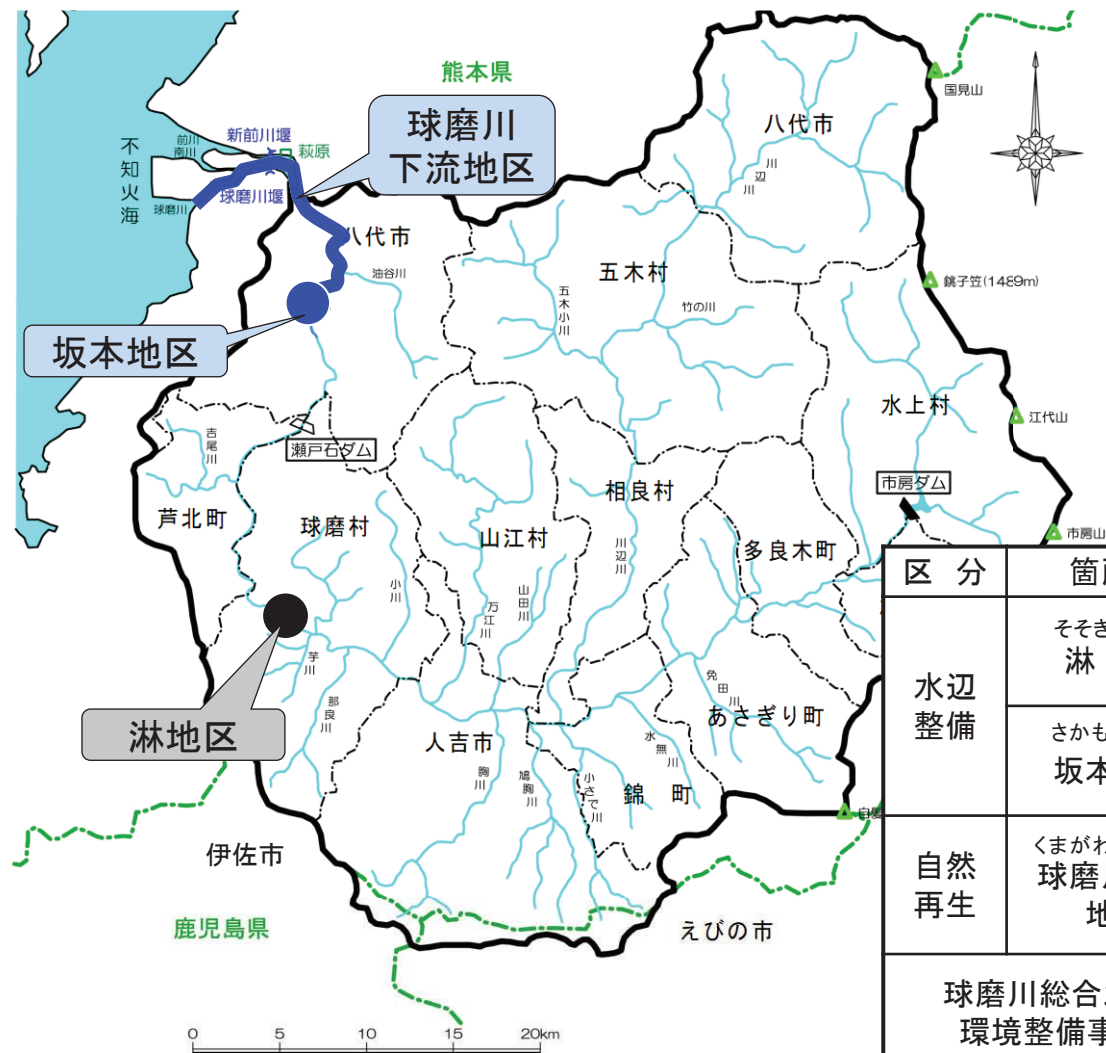 熊本県
国見山
八代市
球磨川
下流地区
新前川堰
前川
南川
萩原
不知火海
球磨川堰
球磨川
川辺川
八代市
油谷川
五木村
銚子笠(1489m)
五木小川
竹の川
坂本地区
水上村
江代山
瀬戸石ダム
吉尾川
市房ダム
相良村
芦北町
球磨村
山江村
川辺川
多良木町
市房山
小川
万江川
山田川
芋川
那良川
免田川
あさぎり町
淋地区
人吉市
水無川
胸川
鳩胸川
小さで川
錦 町
伊佐市
鹿児島県
えびの市
0 5 10 15 20km
区 分
水辺
整備
淋
坂本
自然
再生
球磨川
地
球磨川総合
環境整備事